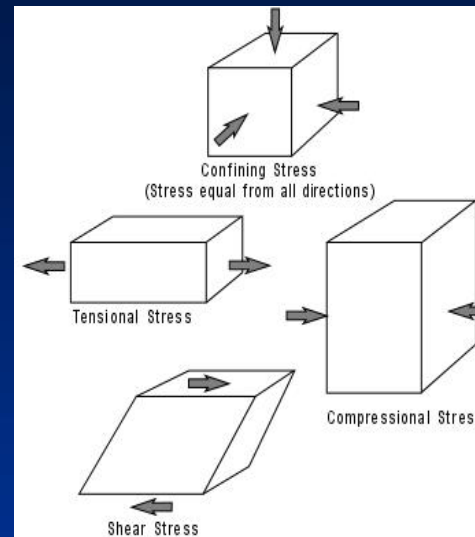 Confining Stress
(Stress equal from all directions)
Tensional Stress
Compressional Stres
Shear Stress